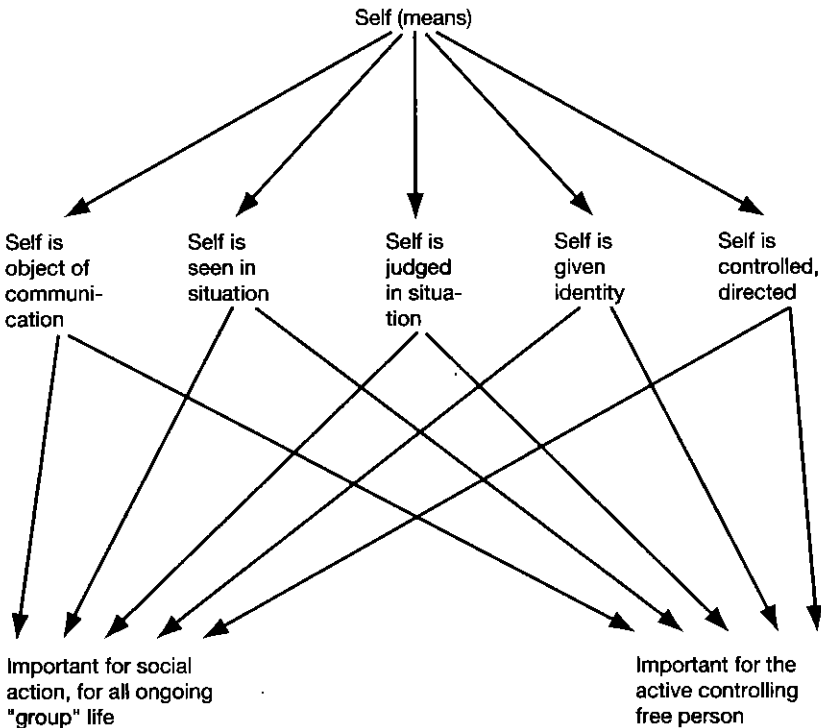 Self (means)
Self is
object of
communi-
cation
Self is
seen in
situation
Self is
judged
in situa-
tion
Self is
given
identity
Self is
controlled,
directed
Important for social
action, for all ongoing
"group" life
Important for the
active controlling
free person